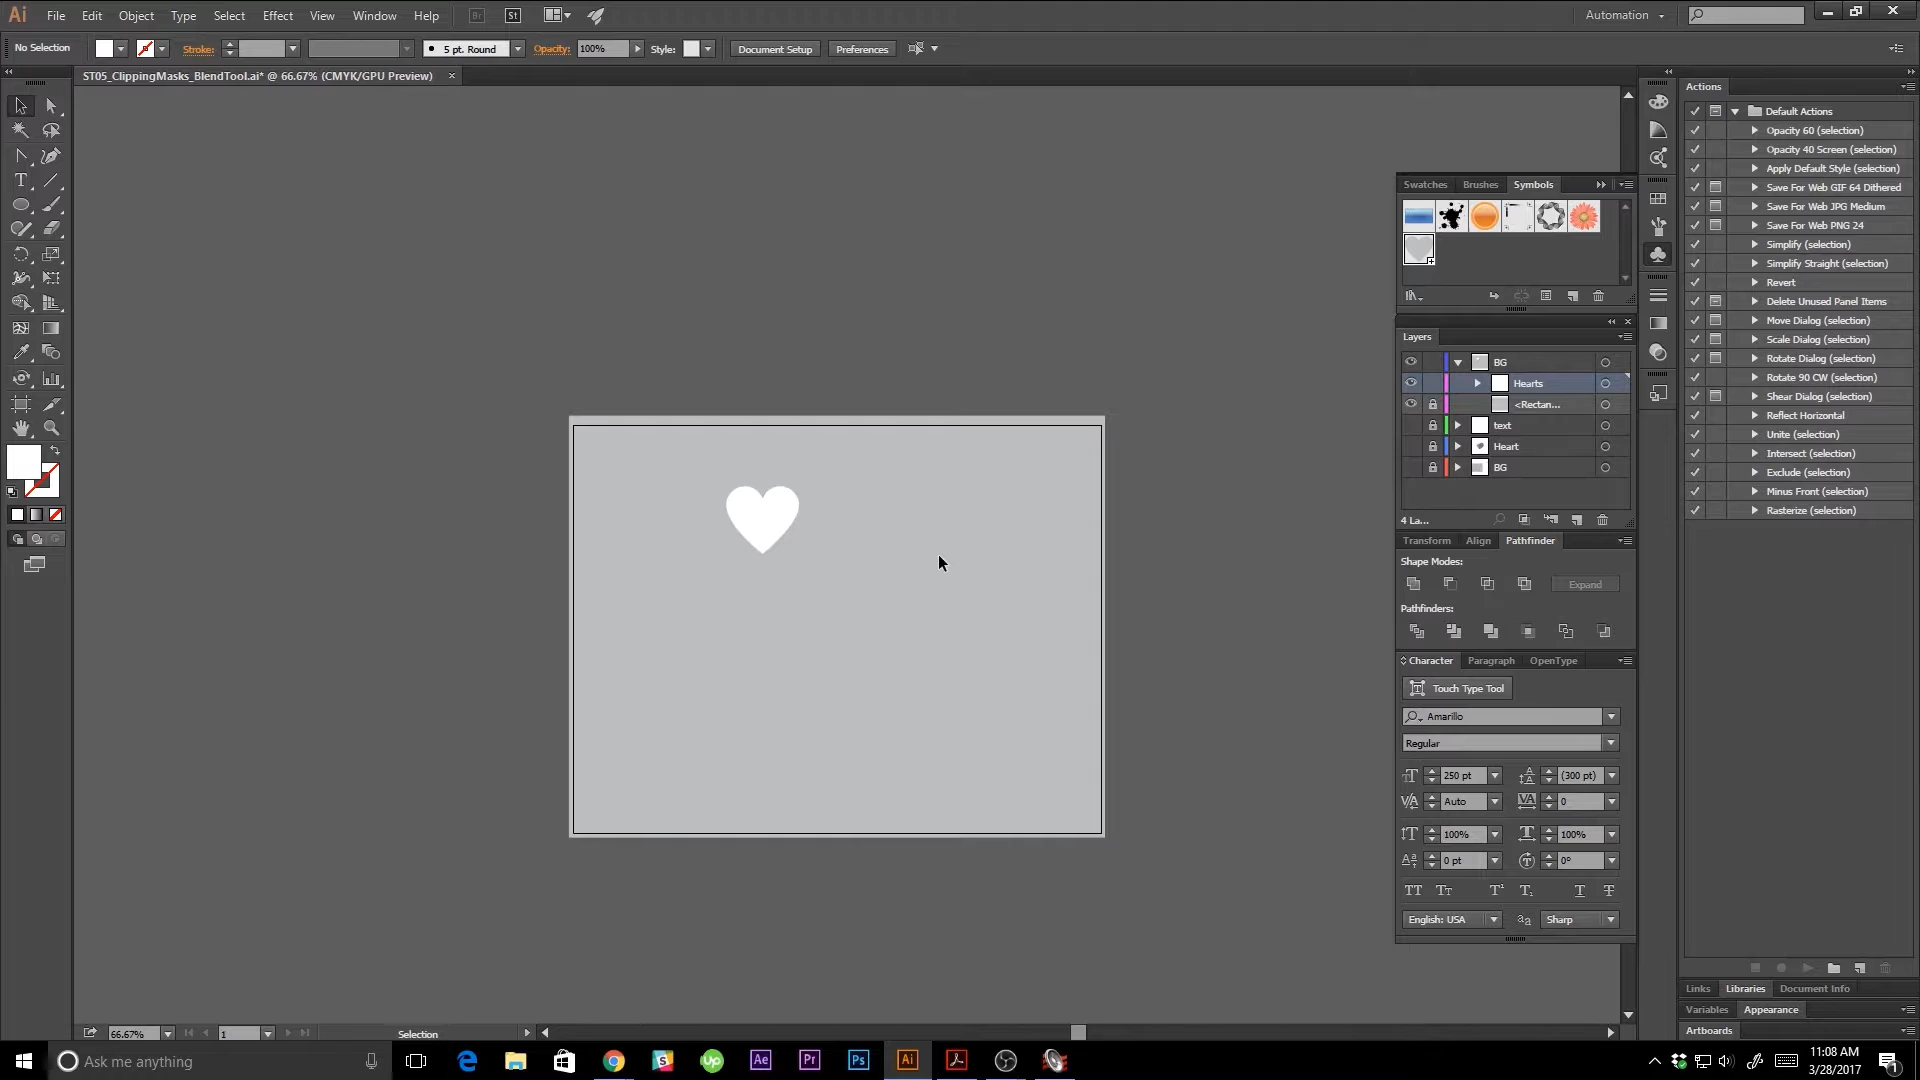 Ai File Edit Object Type Select Effect View Window Help Br St Automation
No Selection Stroke: 5 pt. Round Opacity: 100% Style: Document Setup Preferences
ST05_ClippingMasks_BlendTool.ai* @ 66.67% (CMYK/GPU Preview)
Actions
Default Actions
Opacity 60 (selection)
Opacity 40 Screen (selection)
Apply Default Style (selection)
Save For Web GIF 64 Dithered
Save For Web JPG Medium
Save For Web PNG 24
Simplify (selection)
Simplify Straight (selection)
Revert
Delete Unused Panel Items
Move Dialog (selection)
Scale Dialog (selection)
Rotate Dialog (selection)
Rotate 90 CW (selection)
Shear Dialog (selection)
Reflect Horizontal
Unite (selection)
Intersect (selection)
Exclude (selection)
Minus Front (selection)
Rasterize (selection)
Swatches Brushes Symbols
Layers
BG
Hearts
<Rectan...
text
Heart
BG
4 La...
Transform Align Pathfinder
Shape Modes:
Expand
Pathfinders:
Character Paragraph OpenType
Touch Type Tool
Amarillo
Regular
250 pt (300 pt)
Auto 0
100% 100%
0 pt 0°
English: USA Sharp
Links Libraries Document Info
Variables Appearance
Artboards
66.67% 1 Selection
Ask me anything
Up Ae Pr Ps Ai
11:08 AM
3/28/2017
1